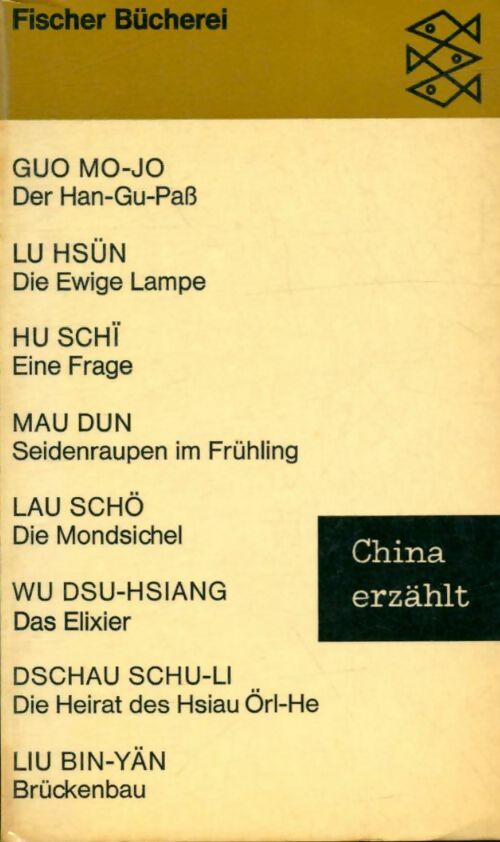 Fischer Bücherei
GUO MO-JO
Der Han-Gu-Paß
LU HSÜN
Die Ewige Lampe
HU SCHÏ
Eine Frage
MAU DUN
Seidenraupen im Frühling
LAU SCHÖ
Die Mondsichel
China
erzählt
WU DSU-HSIANG
Das Elixier
DSCHAU SCHU-LI
Die Heirat des Hsiau Örl-He
LIU BIN-YÄN
Brückenbau